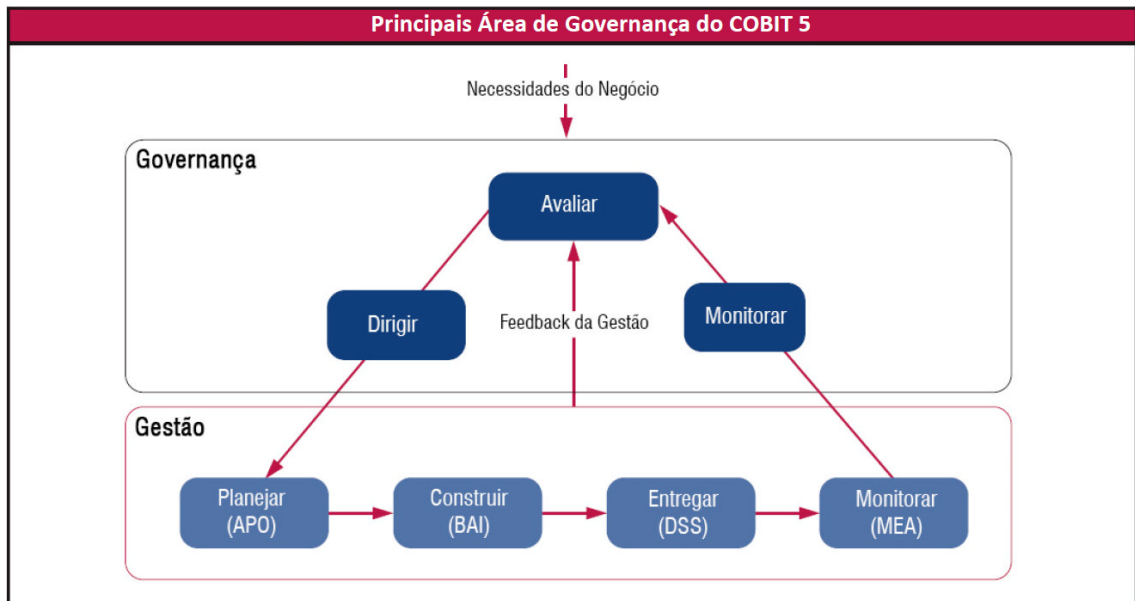 Principais Área de Governança do COBIT 5
Necessidades do Negócio
Governança
Avaliar
Dirigir
Feedback da Gestão
Monitorar
Gestão
Planejar
(APO)
Construir
(BAI)
Entregar
(DSS)
Monitorar
(MEA)